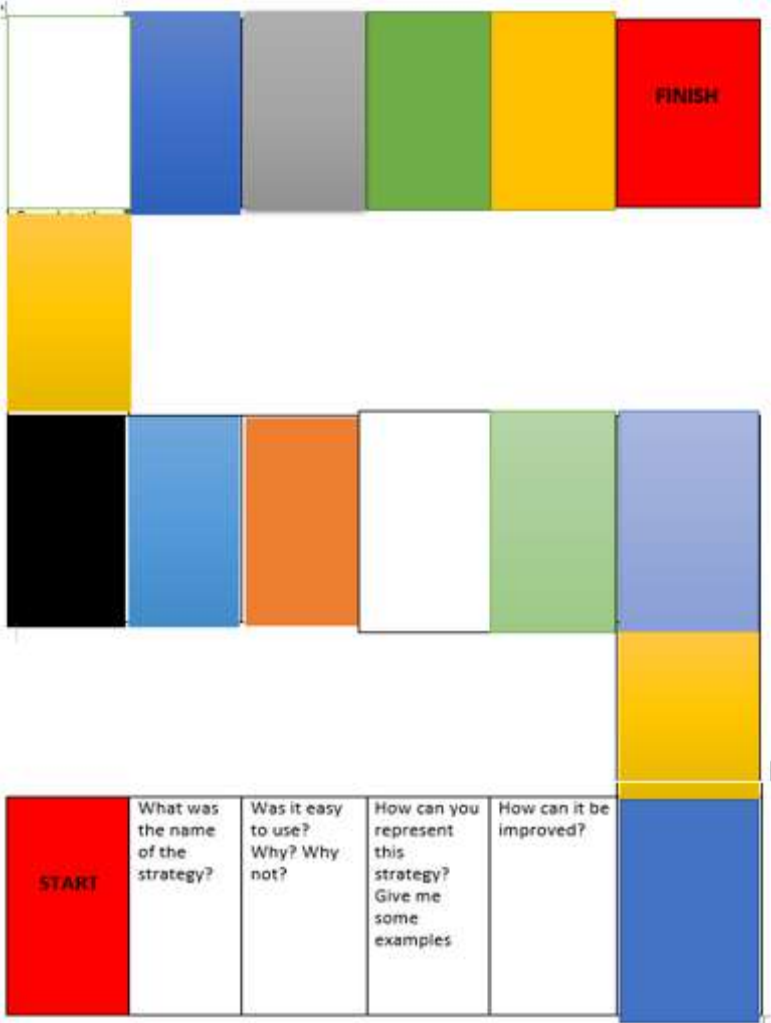 FINISH
START
What was
the name
of the
strategy?
Was it easy
to use?
Why? Why
not?
How can you
represent
this
strategy?
Give me
some
examples
How can it be
improved?